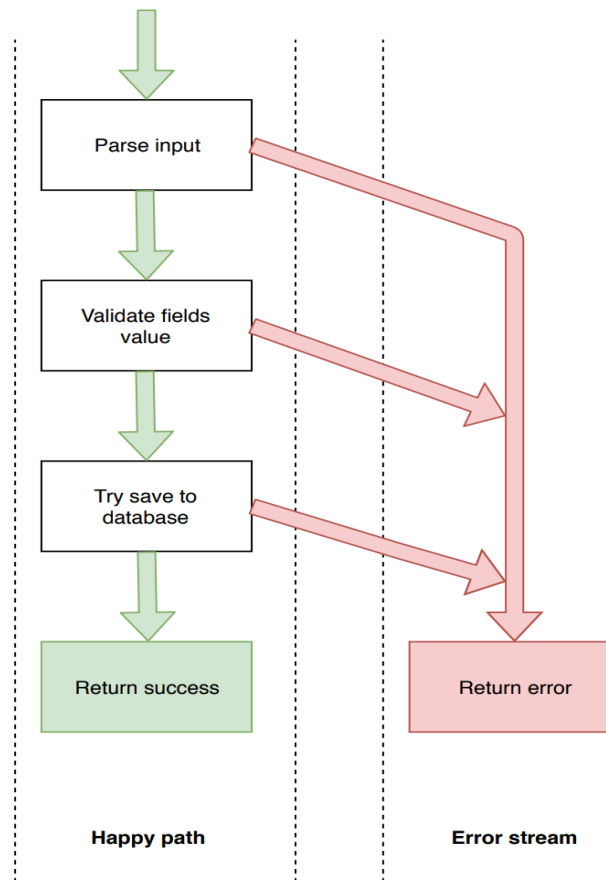 Parse input
Validate fields
value
Try save to
database
Return success
Return error
Happy path
Error stream